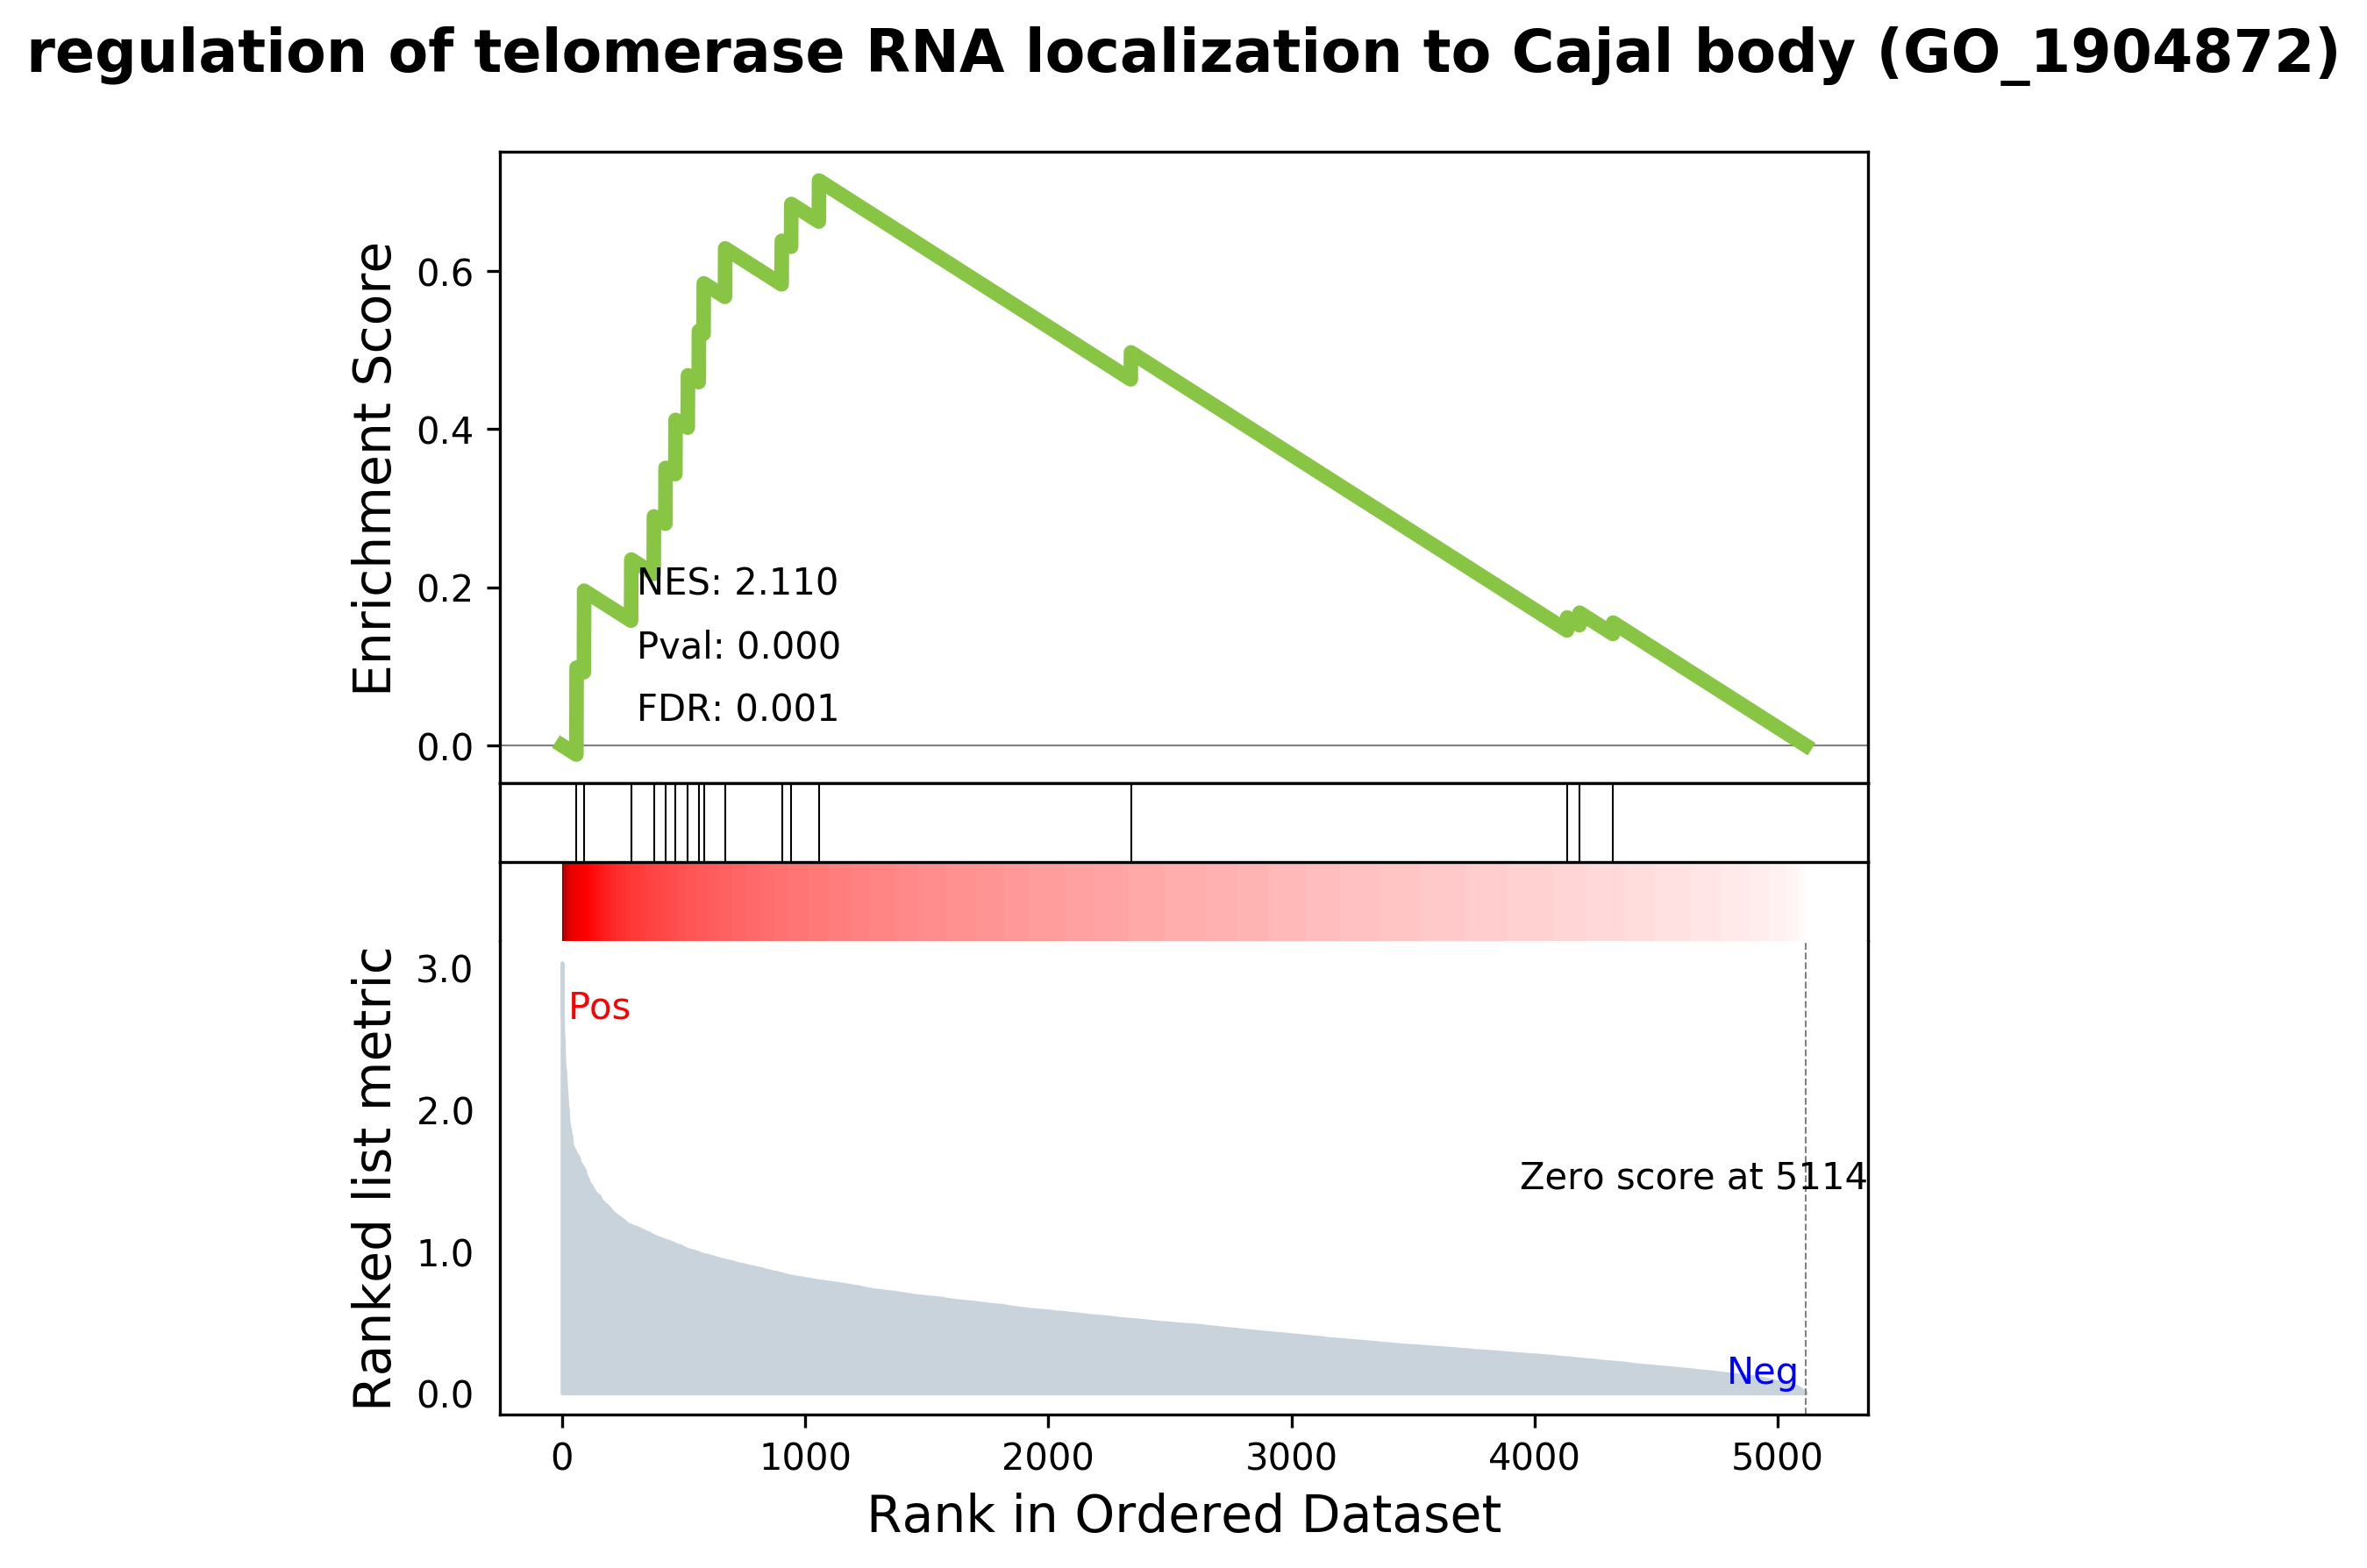 regulation of telomerase RNA localization to Cajal body (GO_1904872)
Enrichment Score
0.6
0.4
0.2
0.0
NES: 2.110
Pval: 0.000
FDR: 0.001
Ranked list metric
3.0
2.0
1.0
0.0
Pos
Zero score at 5114
Neg
0 1000 2000 3000 4000 5000
Rank in Ordered Dataset